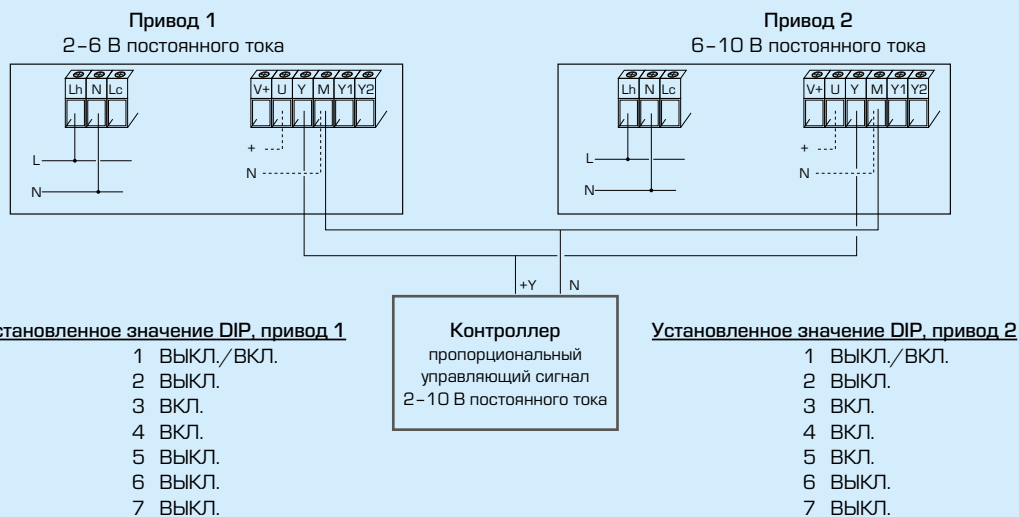 Привод 1
2–6 В постоянного тока
Lh N Lc
V+ U Y M Y1 Y2
+
N
L
N
Привод 2
6–10 В постоянного тока
Lh N Lc
V+ U Y M Y1 Y2
+
N
L
N
+Y N
Контроллер
пропорциональный
управляющий сигнал
2–10 В постоянного тока
становленное значение DIP, привод 1
1 ВЫКЛ./ВКЛ.
2 ВЫКЛ.
3 ВКЛ.
4 ВКЛ.
5 ВЫКЛ.
6 ВЫКЛ.
7 ВЫКЛ.
Установленное значение DIP, привод 2
1 ВЫКЛ./ВКЛ.
2 ВЫКЛ.
3 ВКЛ.
4 ВКЛ.
5 ВКЛ.
6 ВЫКЛ.
7 ВЫКЛ.